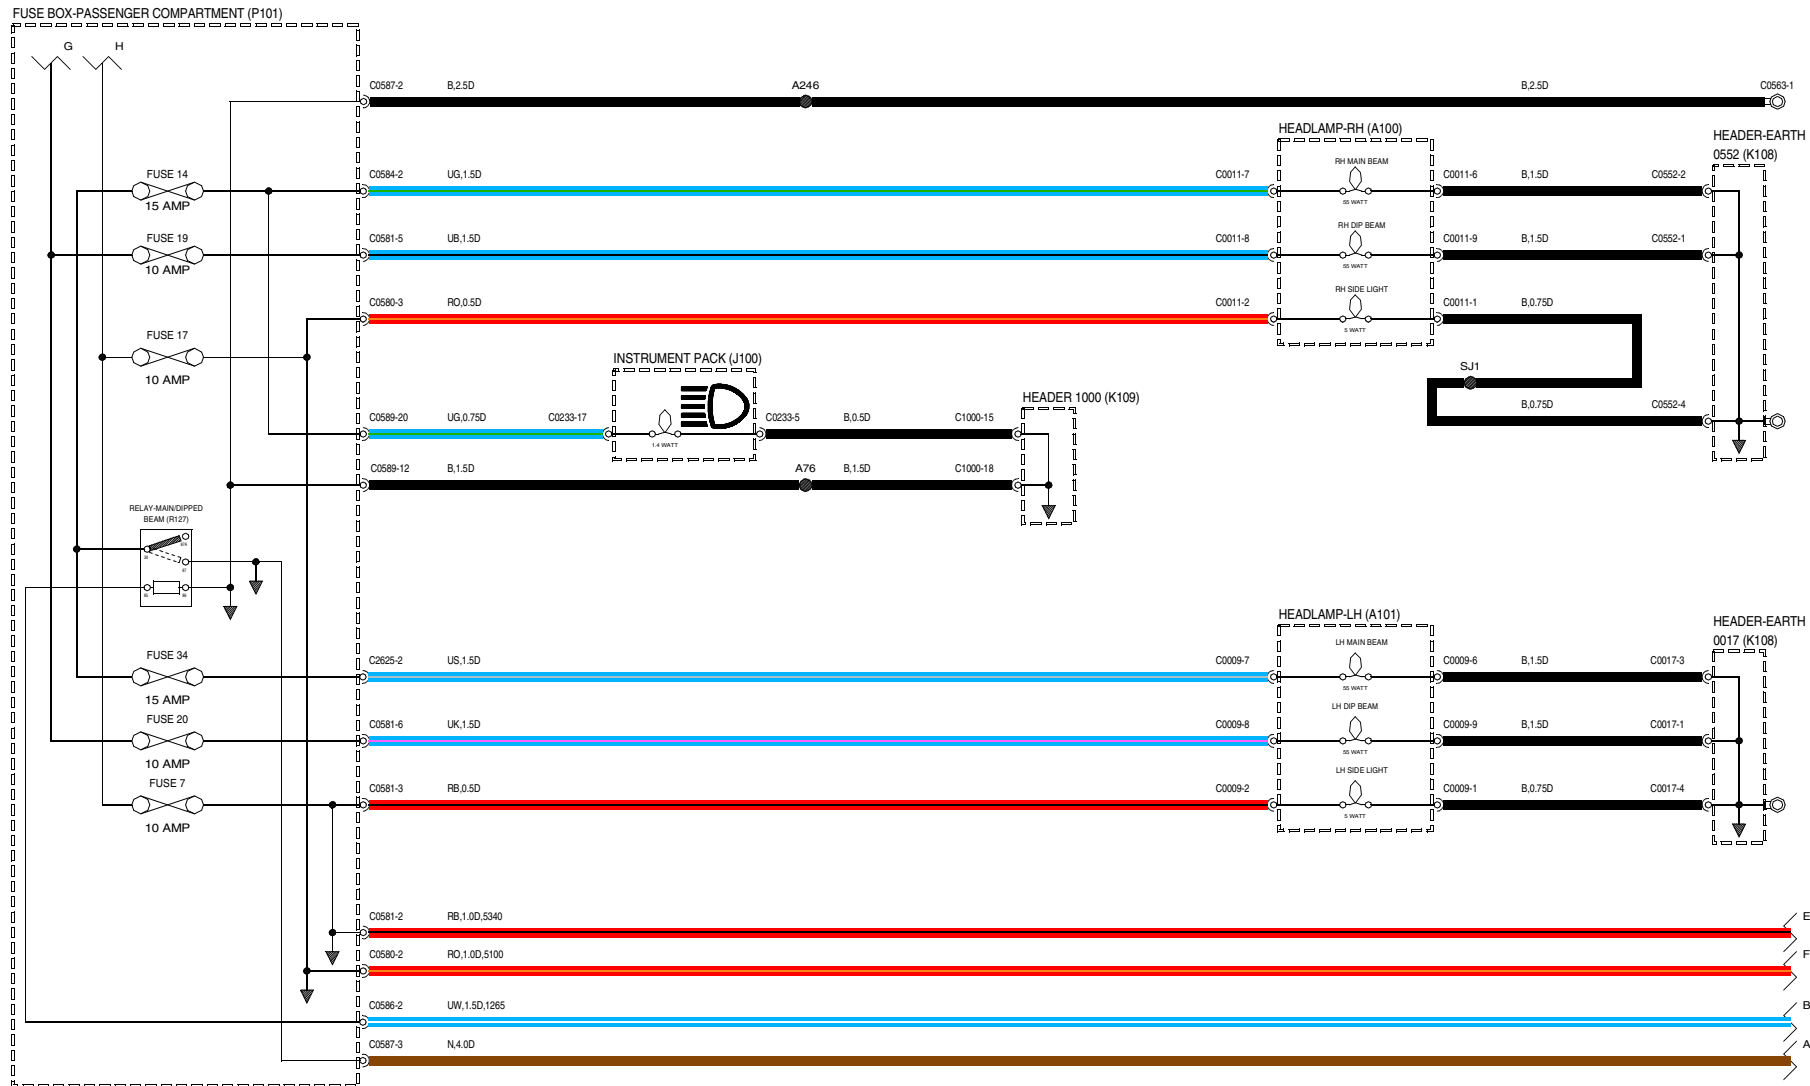 FUSE BOX-PASSENGER COMPARTMENT (P101)
G
H
C0587-2
B,2.5D
A246
B,2.5D
C0563-1
HEADLAMP-RH (A100)
HEADER-EARTH
0552 (K108)
FUSE 14
15 AMP
C0584-2
UG,1.5D
C0011-7
RH MAIN BEAM
55 WATT
C0011-6
B,1.5D
C0552-2
FUSE 19
10 AMP
C0581-5
UB,1.5D
C0011-8
RH DIP BEAM
55 WATT
C0011-9
B,1.5D
C0552-1
C0580-3
RO,0.5D
C0011-2
RH SIDE LIGHT
5 WATT
C0011-1
B,0.75D
FUSE 17
10 AMP
INSTRUMENT PACK (J100)
SJ1
HEADER 1000 (K109)
B,0.75D
C0552-4
C0589-20
UG,0.75D
C0233-17
1.4 WATT
C0233-5
B,0.5D
C1000-15
C0589-12
B,1.5D
A76
B,1.5D
C1000-18
RELAY-MAIN/DIPPED
BEAM (R127)
87A
30
87
85
86
HEADLAMP-LH (A101)
HEADER-EARTH
0017 (K108)
FUSE 34
15 AMP
C2625-2
US,1.5D
C0009-7
LH MAIN BEAM
55 WATT
C0009-6
B,1.5D
C0017-3
FUSE 20
10 AMP
C0581-6
UK,1.5D
C0009-8
LH DIP BEAM
55 WATT
C0009-9
B,1.5D
C0017-1
FUSE 7
10 AMP
C0581-3
RB,0.5D
C0009-2
LH SIDE LIGHT
5 WATT
C0009-1
B,0.75D
C0017-4
C0581-2
RB,1.0D,5340
E
C0580-2
RO,1.0D,5100
F
C0586-2
UW,1.5D,1265
B
C0587-3
N,4.0D
A